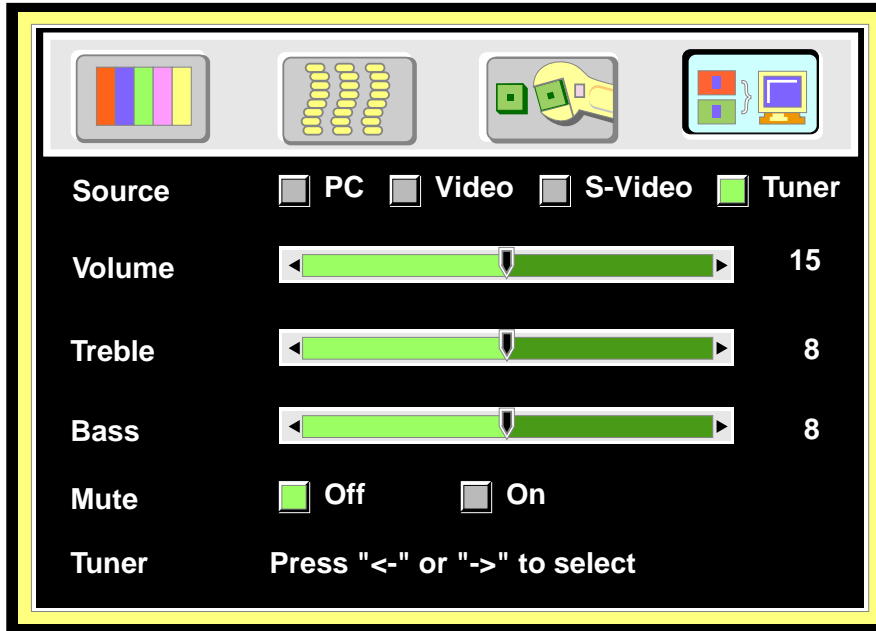 Source PC Video S-Video Tuner
Volume 15
Treble 8
Bass 8
Mute Off On
Tuner Press "<-" or "->" to select